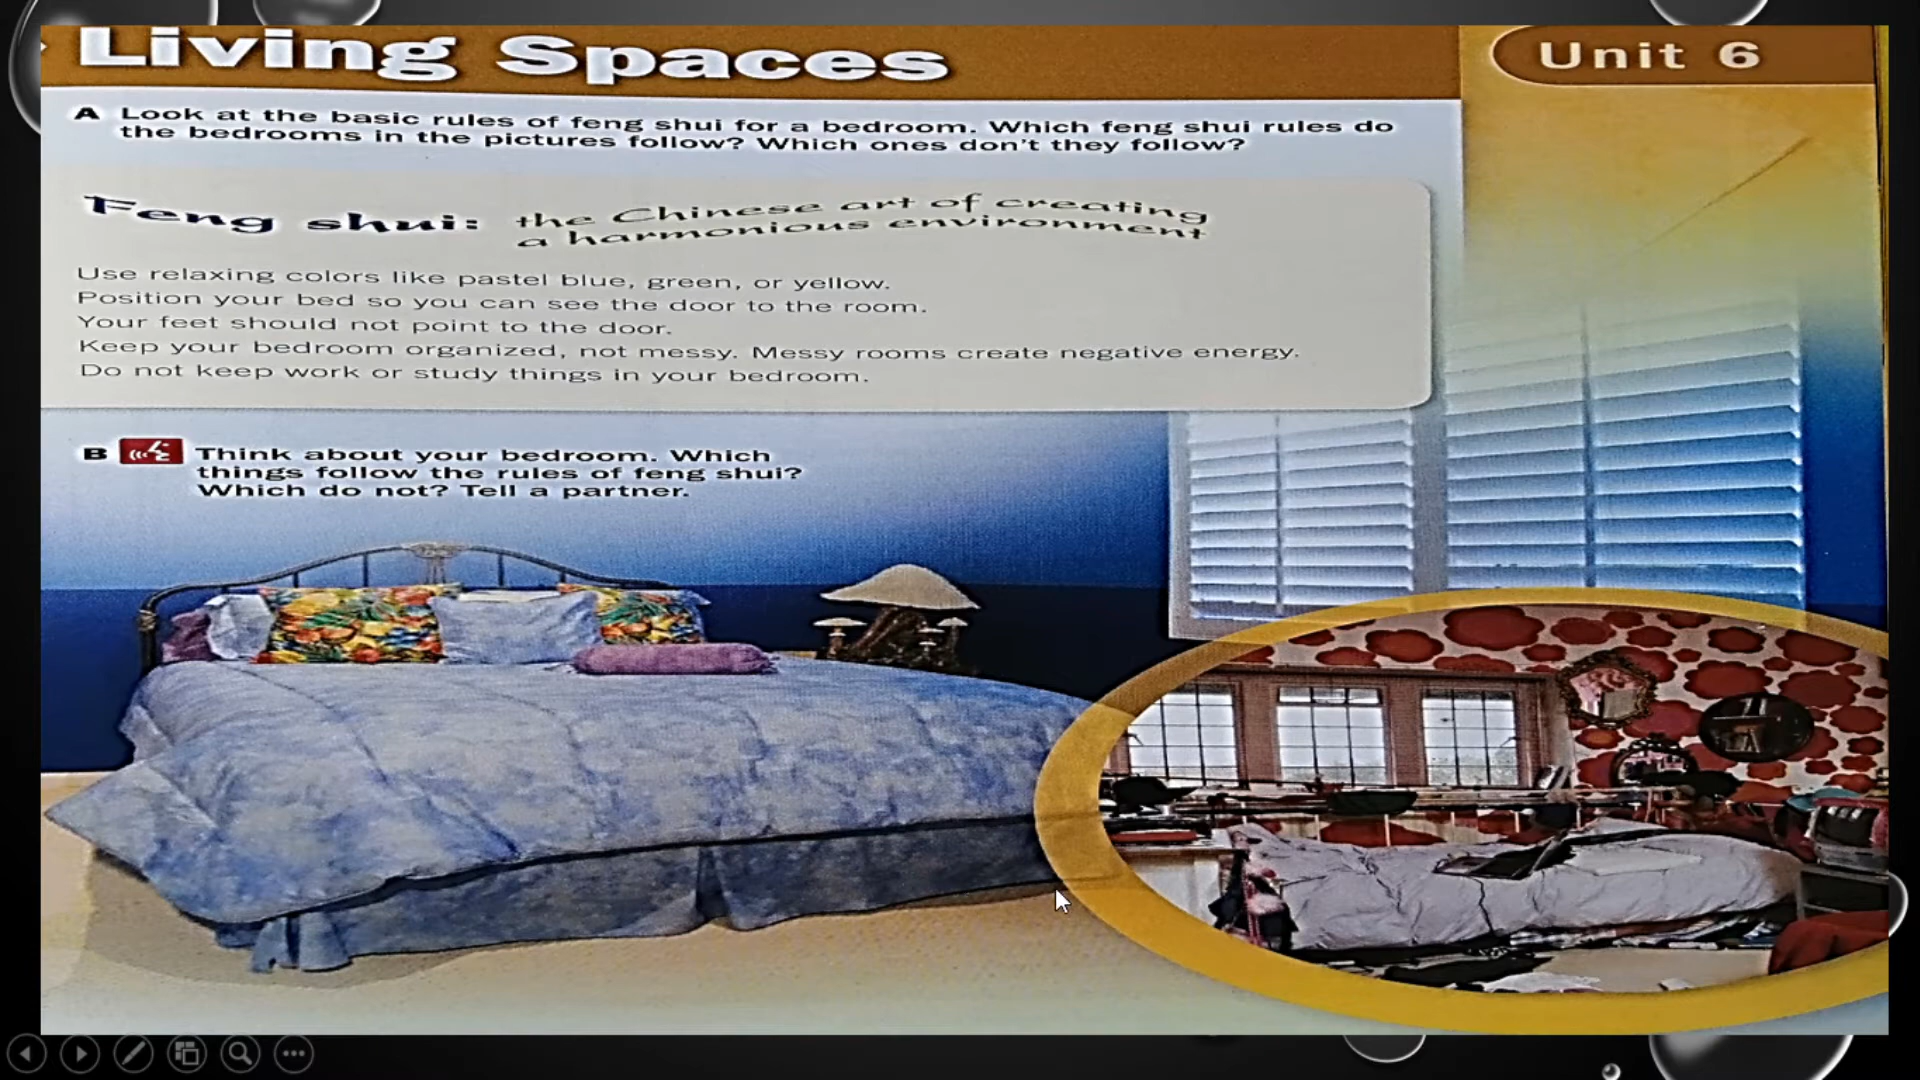 Living Spaces
Unit 6
A Look at the basic rules of feng shui for a bedroom. Which feng shui rules do
the bedrooms in the pictures follow? Which ones don't they follow?
Feng shui: the Chinese art of creating
a harmonious environment
Use relaxing colors like pastel blue, green, or yellow.
Position your bed so you can see the door to the room.
Your feet should not point to the door.
Keep your bedroom organized, not messy. Messy rooms create negative energy.
Do not keep work or study things in your bedroom.
B Think about your bedroom. Which
things follow the rules of feng shui?
Which do not? Tell a partner.